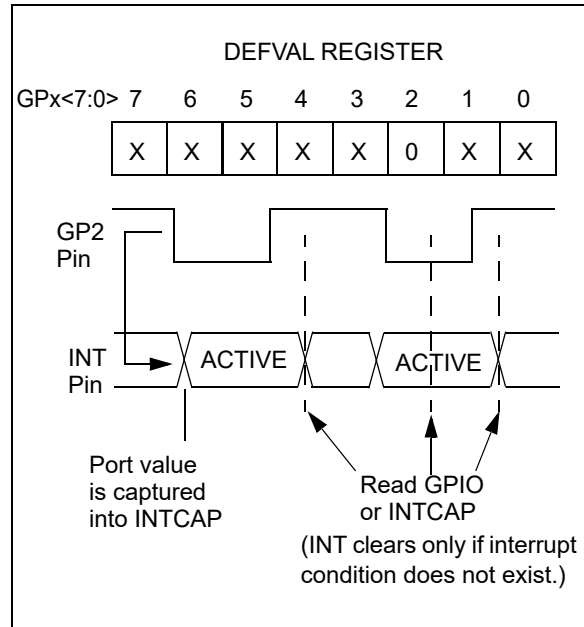 DEFVAL REGISTER
GPx<7:0> 7 6 5 4 3 2 1 0
X X X X X 0 X X
GP2
Pin
INT
Pin
ACTIVE ACTIVE
Port value
is captured
into INTCAP
Read GPIO
or INTCAP
(INT clears only if interrupt
condition does not exist.)